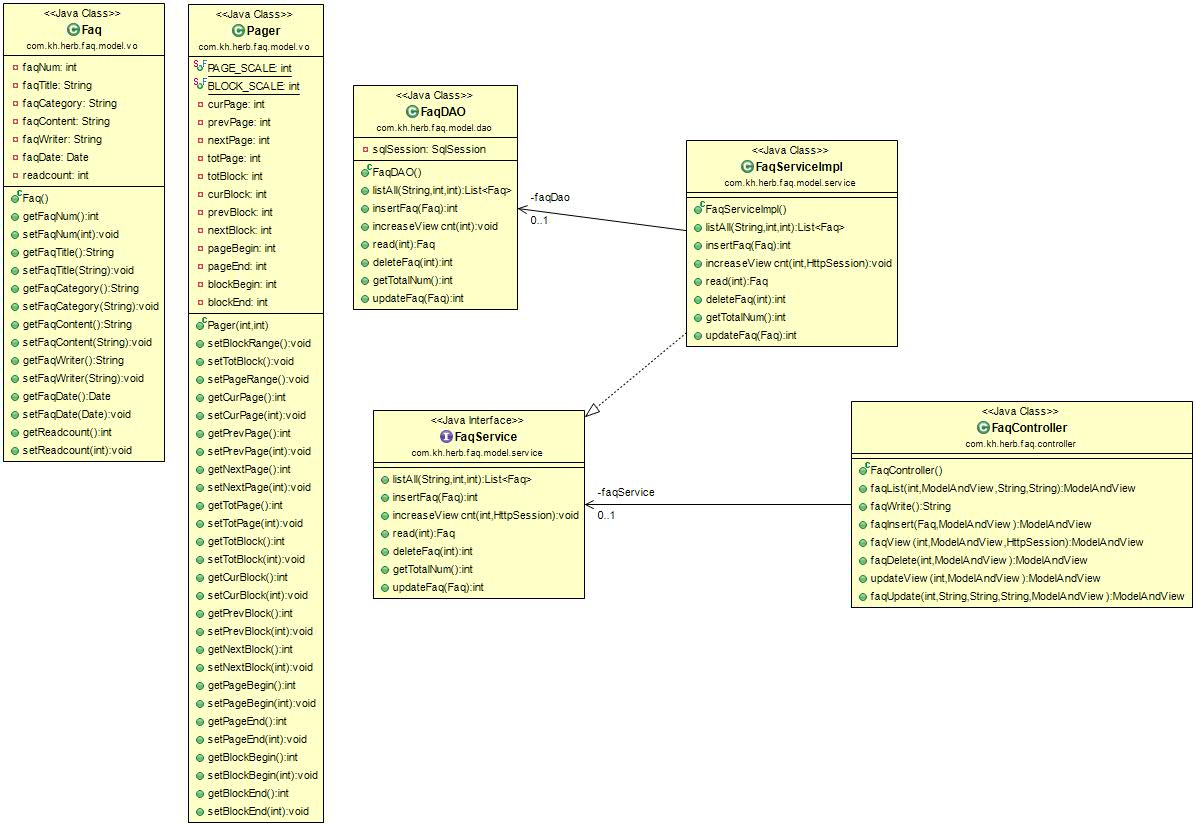 <<Java Class>>
Faq
com.kh.herb.faq.model.vo
faqNum: int
faqTitle: String
faqCategory: String
faqContent: String
faqWriter: String
faqDate: Date
readcount: int
Faq()
getFaqNum():int
setFaqNum(int):void
getFaqTitle():String
setFaqTitle(String):void
getFaqCategory():String
setFaqCategory(String):void
getFaqContent():String
setFaqContent(String):void
getFaqWriter():String
setFaqWriter(String):void
getFaqDate():Date
setFaqDate(Date):void
getReadcount():int
setReadcount(int):void
<<Java Class>>
Pager
com.kh.herb.faq.model.vo
PAGE_SCALE: int
BLOCK_SCALE: int
curPage: int
prevPage: int
nextPage: int
totPage: int
totBlock: int
curBlock: int
prevBlock: int
nextBlock: int
pageBegin: int
pageEnd: int
blockBegin: int
blockEnd: int
Pager(int,int)
setBlockRange():void
setTotBlock():void
setPageRange():void
getCurPage():int
setCurPage(int):void
getPrevPage():int
setPrevPage(int):void
getNextPage():int
setNextPage(int):void
getTotPage():int
setTotPage(int):void
getTotBlock():int
setTotBlock(int):void
getCurBlock():int
setCurBlock(int):void
getPrevBlock():int
setPrevBlock(int):void
getNextBlock():int
setNextBlock(int):void
getPageBegin():int
setPageBegin(int):void
getPageEnd():int
setPageEnd(int):void
getBlockBegin():int
setBlockBegin(int):void
getBlockEnd():int
setBlockEnd(int):void
<<Java Class>>
FaqDAO
com.kh.herb.faq.model.dao
sqlSession: SqlSession
FaqDAO()
listAll(String,int,int):List<Faq>
insertFaq(Faq):int
increaseView cnt(int):void
read(int):Faq
deleteFaq(int):int
getTotalNum():int
updateFaq(Faq):int
-faqDao
0..1
<<Java Class>>
FaqServiceImpl
com.kh.herb.faq.model.service
FaqServiceImpl()
listAll(String,int,int):List<Faq>
insertFaq(Faq):int
increaseView cnt(int,HttpSession):void
read(int):Faq
deleteFaq(int):int
getTotalNum():int
updateFaq(Faq):int
<<Java Interface>>
FaqService
com.kh.herb.faq.model.service
listAll(String,int,int):List<Faq>
insertFaq(Faq):int
increaseView cnt(int,HttpSession):void
read(int):Faq
deleteFaq(int):int
getTotalNum():int
updateFaq(Faq):int
-faqService
0..1
<<Java Class>>
FaqController
com.kh.herb.faq.controller
FaqController()
faqList(int,ModelAndView,String,String):ModelAndView
faqWrite():String
faqInsert(Faq,ModelAndView):ModelAndView
faqView(int,ModelAndView,HttpSession):ModelAndView
faqDelete(int,ModelAndView):ModelAndView
updateView(int,ModelAndView):ModelAndView
faqUpdate(int,String,String,String,ModelAndView):ModelAndView